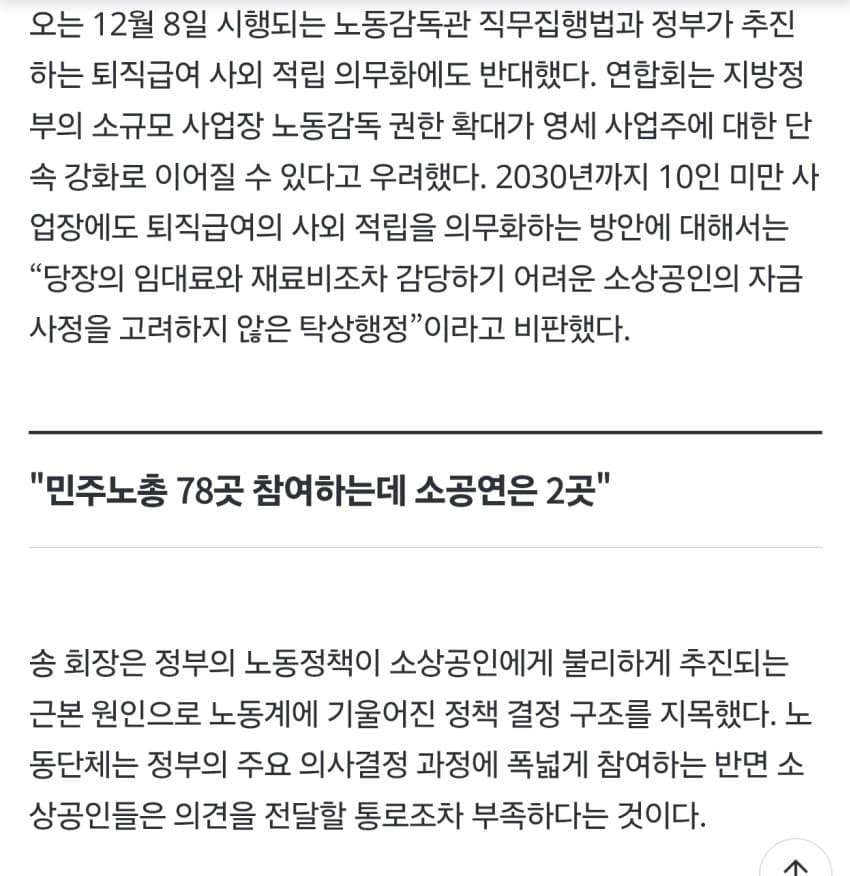 오는 12월 8일 시행되는 노동감독관 직무집행법과 정부가 추진
하는 퇴직급여 사외 적립 의무화에도 반대했다. 연합회는 지방정
부의 소규모 사업장 노동감독 권한 확대가 영세 사업주에 대한 단
속 강화로 이어질 수 있다고 우려했다. 2030년까지 10인 미만 사
업장에도 퇴직급여의 사외 적립을 의무화하는 방안에 대해서는
“당장의 임대료와 재료비조차 감당하기 어려운 소상공인의 자금
사정을 고려하지 않은 탁상행정”이라고 비판했다.
"민주노총 78곳 참여하는데 소공연은 2곳"
송 회장은 정부의 노동정책이 소상공인에게 불리하게 추진되는
근본 원인으로 노동계에 기울어진 정책 결정 구조를 지목했다. 노
동단체는 정부의 주요 의사결정 과정에 폭넓게 참여하는 반면 소
상공인들은 의견을 전달할 통로조차 부족하다는 것이다.